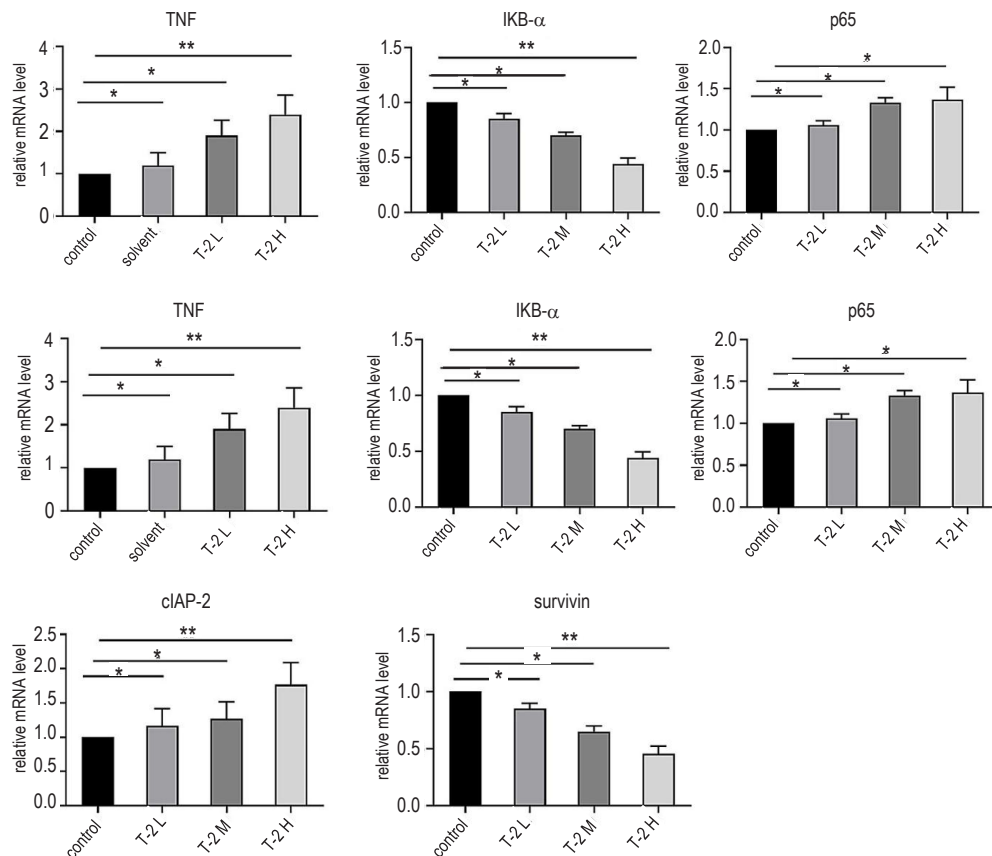 TNF
relative mRNA level
4
3
2
1
0
**
*
*
control
solvent
T-2 L
T-2 H
IKB-α
relative mRNA level
1.5
1.0
0.5
0.0
**
*
*
control
T-2 L
T-2 M
T-2 H
p65
relative mRNA level
2.0
1.5
1.0
0.5
0.0
*
*
*
control
T-2 L
T-2 M
T-2 H
TNF
relative mRNA level
4
3
2
1
0
**
*
*
control
solvent
T-2 L
T-2 H
IKB-α
relative mRNA level
1.5
1.0
0.5
0.0
**
*
*
control
T-2 L
T-2 M
T-2 H
p65
relative mRNA level
2.0
1.5
1.0
0.5
0.0
*
*
*
control
T-2 L
T-2 M
T-2 H
cIAP-2
relative mRNA level
2.5
2.0
1.5
1.0
0.5
0.0
**
*
*
control
T-2 L
T-2 M
T-2 H
survivin
relative mRNA level
1.5
1.0
0.5
0.0
**
*
*
control
T-2 L
T-2 M
T-2 H